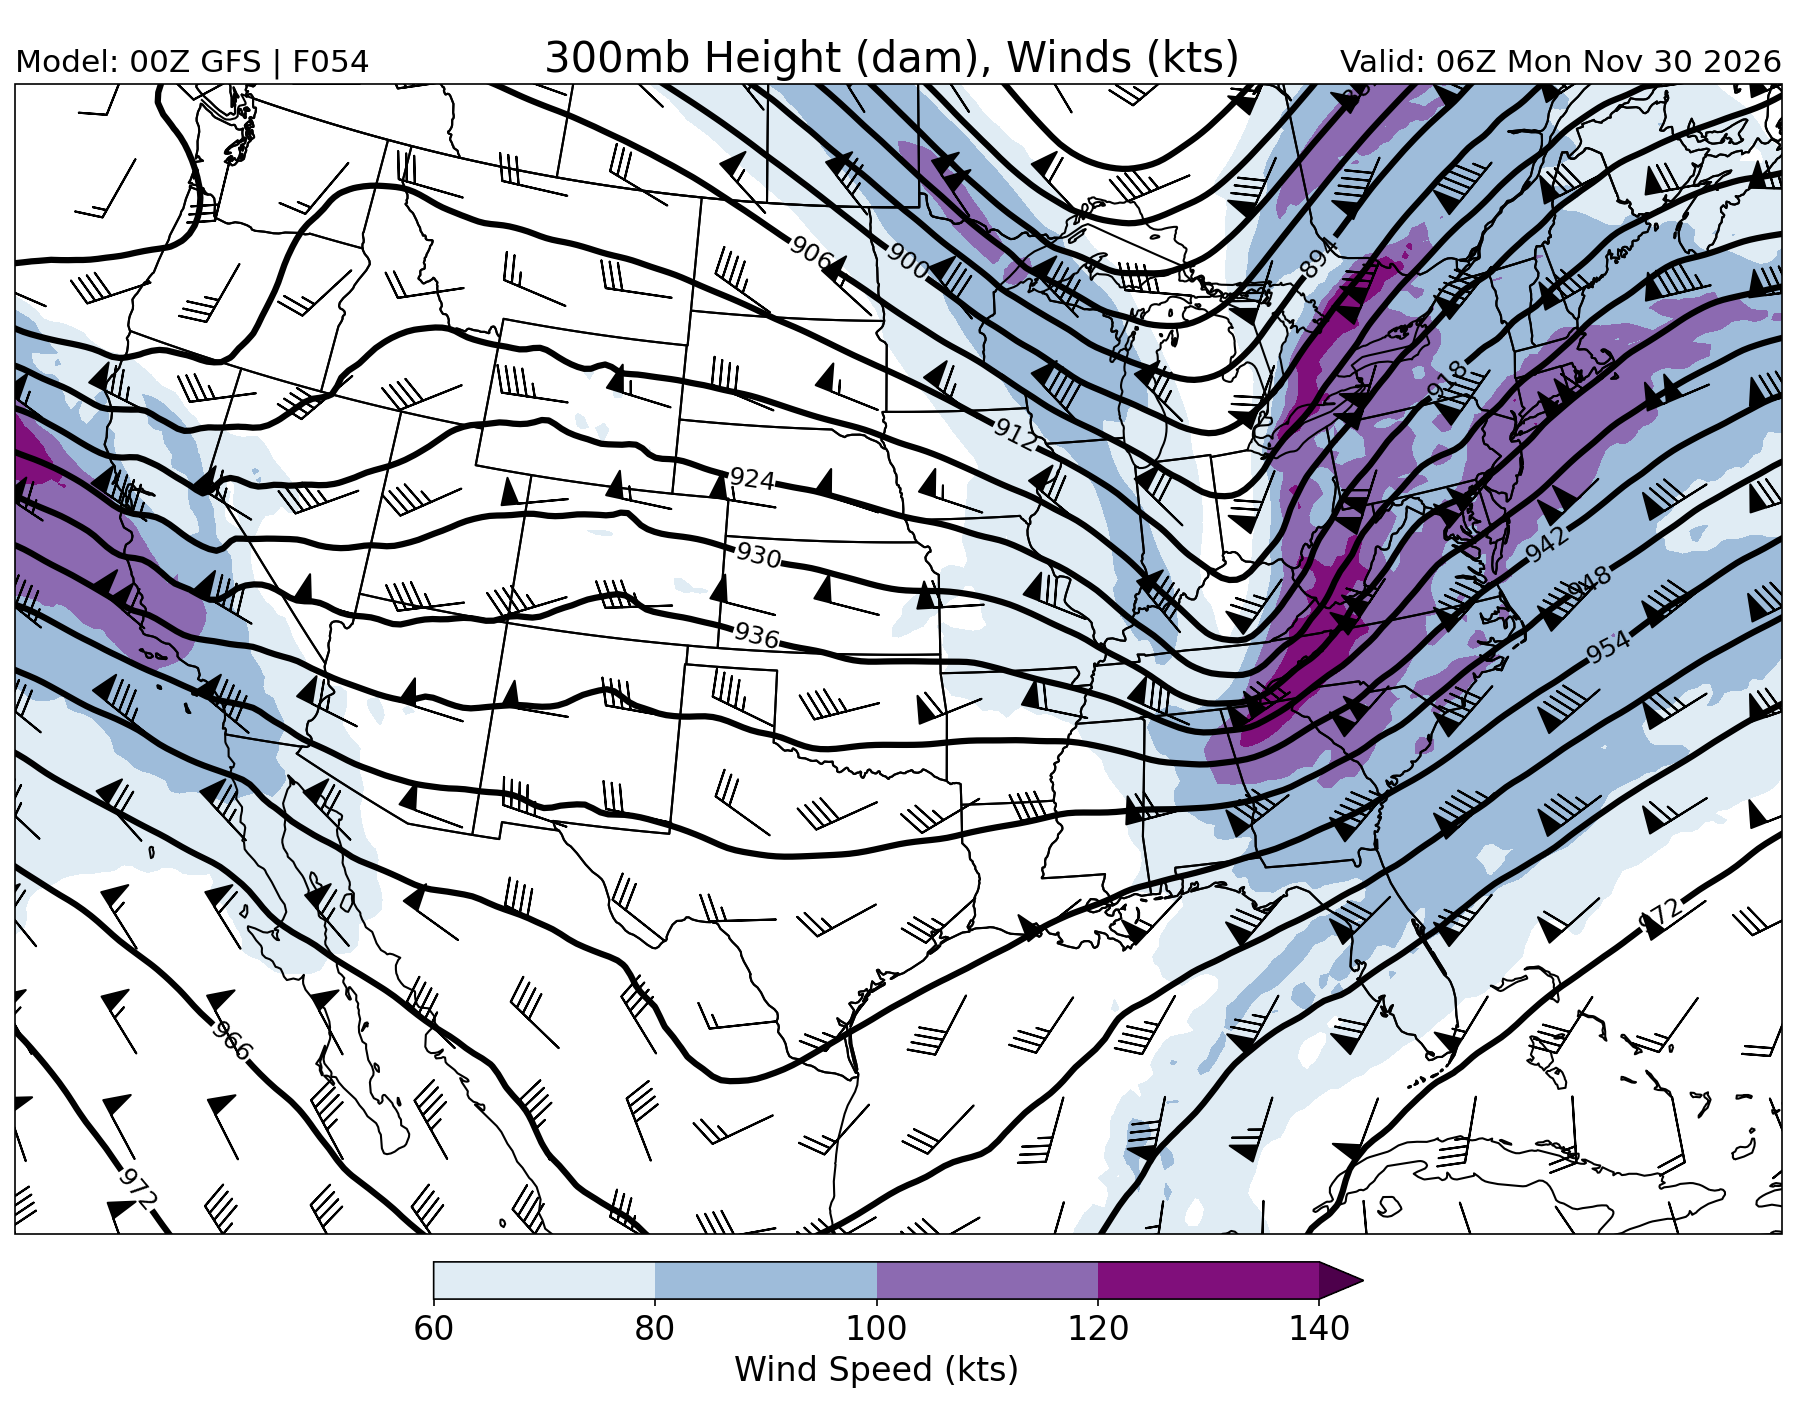 Model: 00Z GFS | F054
300mb Height (dam), Winds (kts)
Valid: 06Z Mon Nov 30 2026
906
900
894
918
912
924
930
942
948
936
954
972
966
972
60 80 100 120 140
Wind Speed (kts)